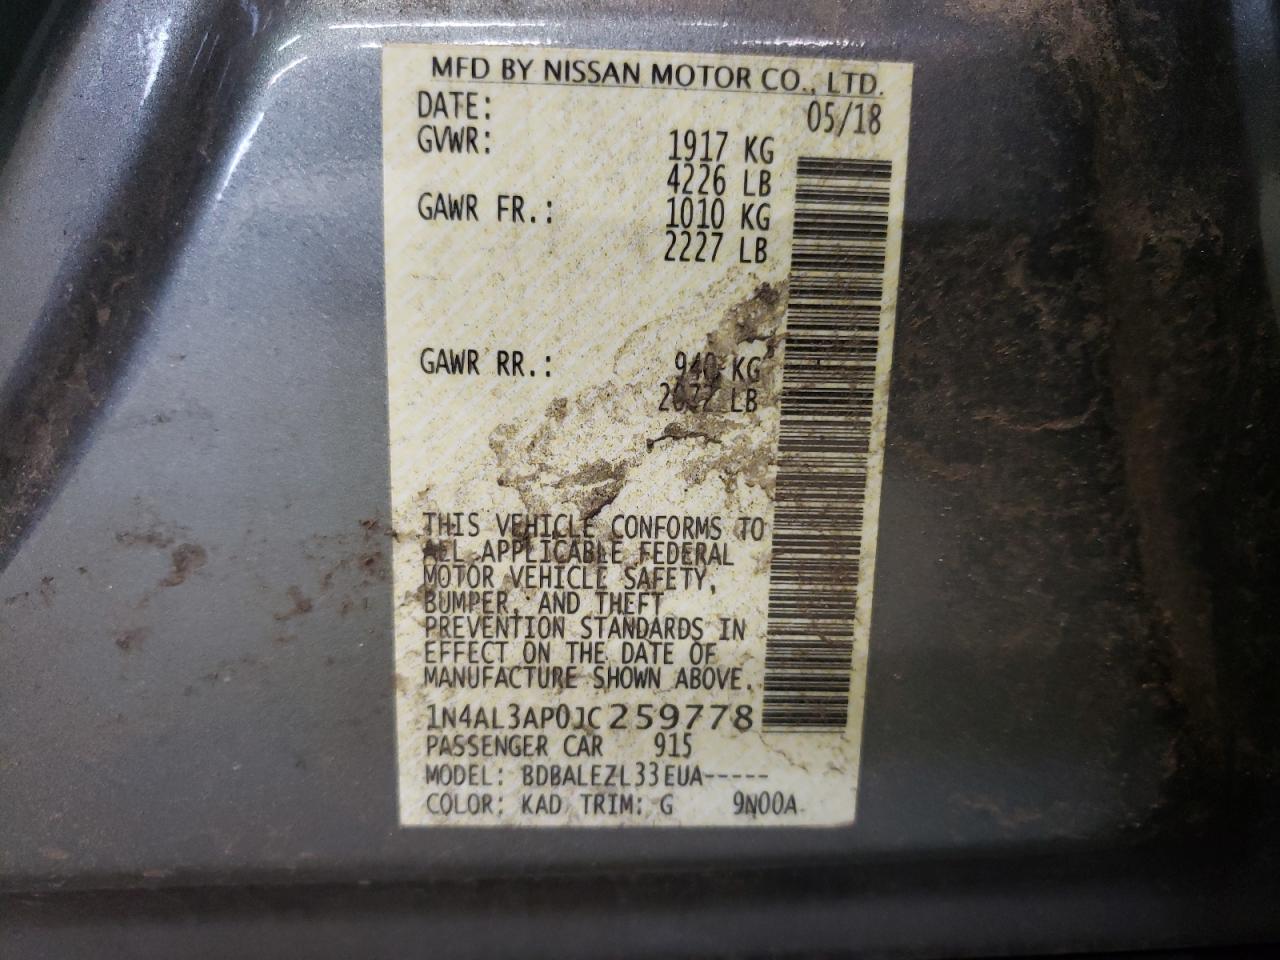 MFD BY NISSAN MOTOR CO., LTD.
DATE: 05/18
GVWR: 1917 KG
4226 LB
GAWR FR.: 1010 KG
2227 LB
GAWR RR.: 940 KG
LB
THIS VEHICLE CONFORMS TO
ALL APPLICABLE FEDERAL
MOTOR VEHICLE SAFETY,
BUMPER, AND THEFT
PREVENTION STANDARDS IN
EFFECT ON THE DATE OF
MANUFACTURE SHOWN ABOVE.
1N4AL3AP0JC259778
PASSENGER CAR 915
MODEL: BDBALEZL33EUA-----
COLOR: KAD TRIM: G 9N00A